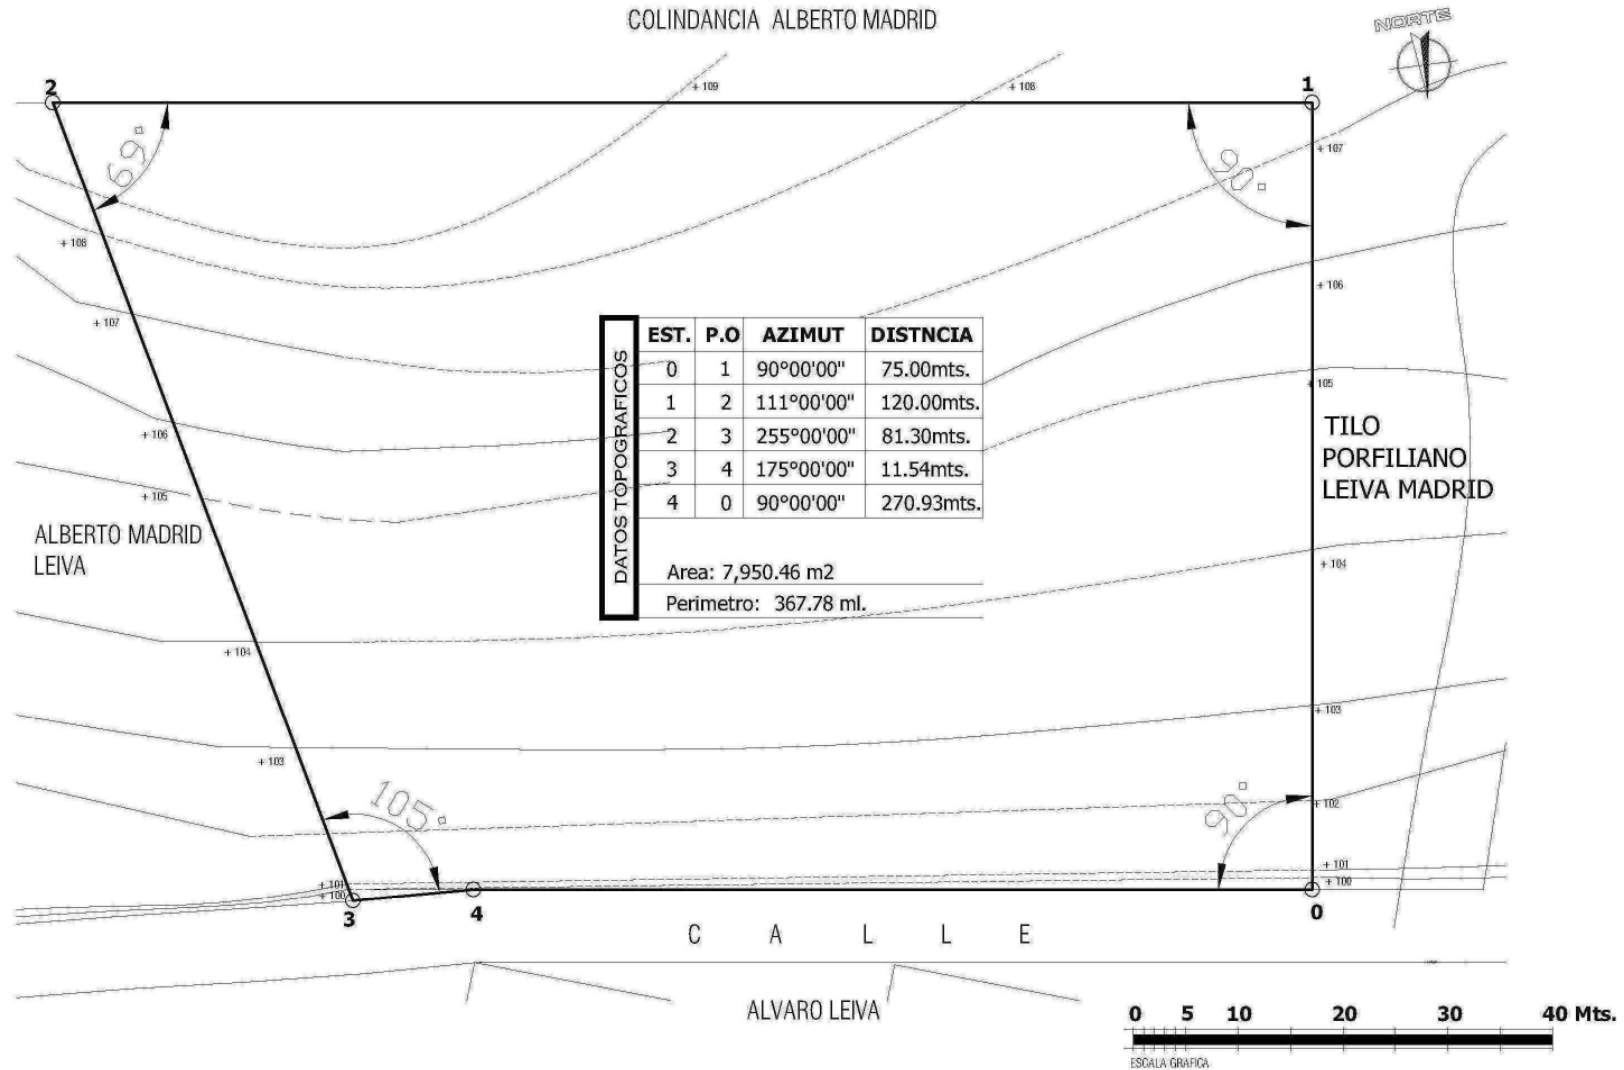 COLINDANCIA ALBERTO MADRID
NORTE
2
1
+ 109
+ 108
+ 107
69°
90°
+ 108
+ 106
+ 107
DATOS TOPOGRAFICOS
EST. P.O AZIMUT DISTNCIA
0 1 90°00'00" 75.00mts.
1 2 111°00'00" 120.00mts.
2 3 255°00'00" 81.30mts.
3 4 175°00'00" 11.54mts.
4 0 90°00'00" 270.93mts.
Area: 7,950.46 m2
Perimetro: 367.78 ml.
+ 105
TILO
PORFILIANO
LEIVA MADRID
+ 106
+ 105
ALBERTO MADRID
LEIVA
+ 104
+ 104
+ 103
+ 103
105°
90°
+ 102
+ 101
+ 100
+ 101
+ 100
3
4
0
C A L L E
ALVARO LEIVA
0 5 10 20 30 40 Mts.
ESCALA GRAFICA